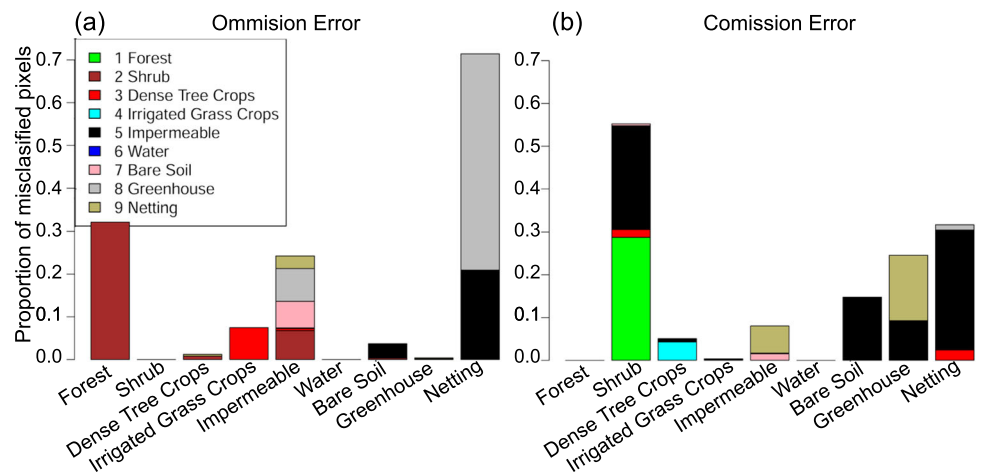 (a)
Ommision Error
Proportion of misclasified pixels
0.7
0.6
0.5
0.4
0.3
0.2
0.1
0.0
1 Forest
2 Shrub
3 Dense Tree Crops
4 Irrigated Grass Crops
5 Impermeable
6 Water
7 Bare Soil
8 Greenhouse
9 Netting
Forest
Shrub
Dense Tree Crops
Irrigated Grass Crops
Impermeable
Water
Bare Soil
Greenhouse
Netting
(b)
Comission Error
0.7
0.6
0.5
0.4
0.3
0.2
0.1
0.0
Forest
Shrub
Dense Tree Crops
Irrigated Grass Crops
Impermeable
Water
Bare Soil
Greenhouse
Netting